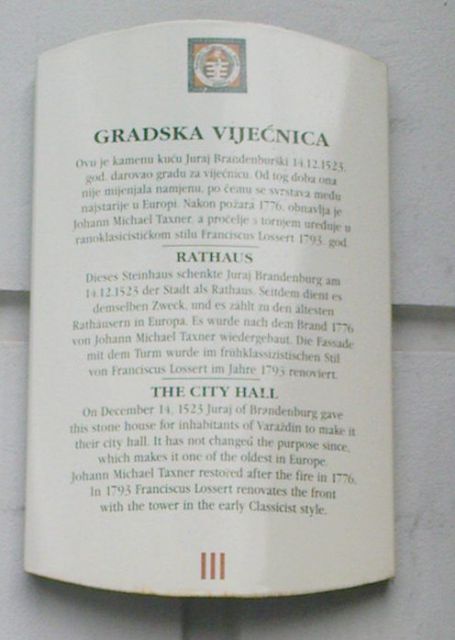 GRADSKA VIJEĆNICA
Ovu je kamenu kuću Juraj Brandenburški 14.12.1523.
god. darovao gradu za vijećnicu. Od tog doba ona
nije mijenjala namjenu, po čemu se svrstava među
najstarije u Europi. Nakon požara 1776. obnavlja je
Johann Michael Taxner, a pročelje s tornjem uređuje u
ranoklasicističkom stilu Franciscus Lossert 1793. god.
RATHAUS
Dieses Steinhaus schenkte Juraj Brandenburg am
14.12.1523 der Stadt als Rathaus. Seitdem dient es
demselben Zweck, und es zählt zu den ältesten
Rathäusern in Europa. Es wurde nach dem Brand 1776
von Johann Michael Taxner wiedergebaut. Die Fassade
mit dem Turm wurde im frühklassizistischen Stil
von Franciscus Lossert im Jahre 1793 renoviert.
THE CITY HALL
On December 14, 1523 Juraj of Brandenburg gave
this stone house for inhabitants of Varaždin to make it
their city hall. It has not changed the purpose since,
which makes it one of the oldest in Europe.
Johann Michael Taxner restored after the fire in 1776.
In 1793 Franciscus Lossert renovates the front
with the tower in the early Classicist style.
III